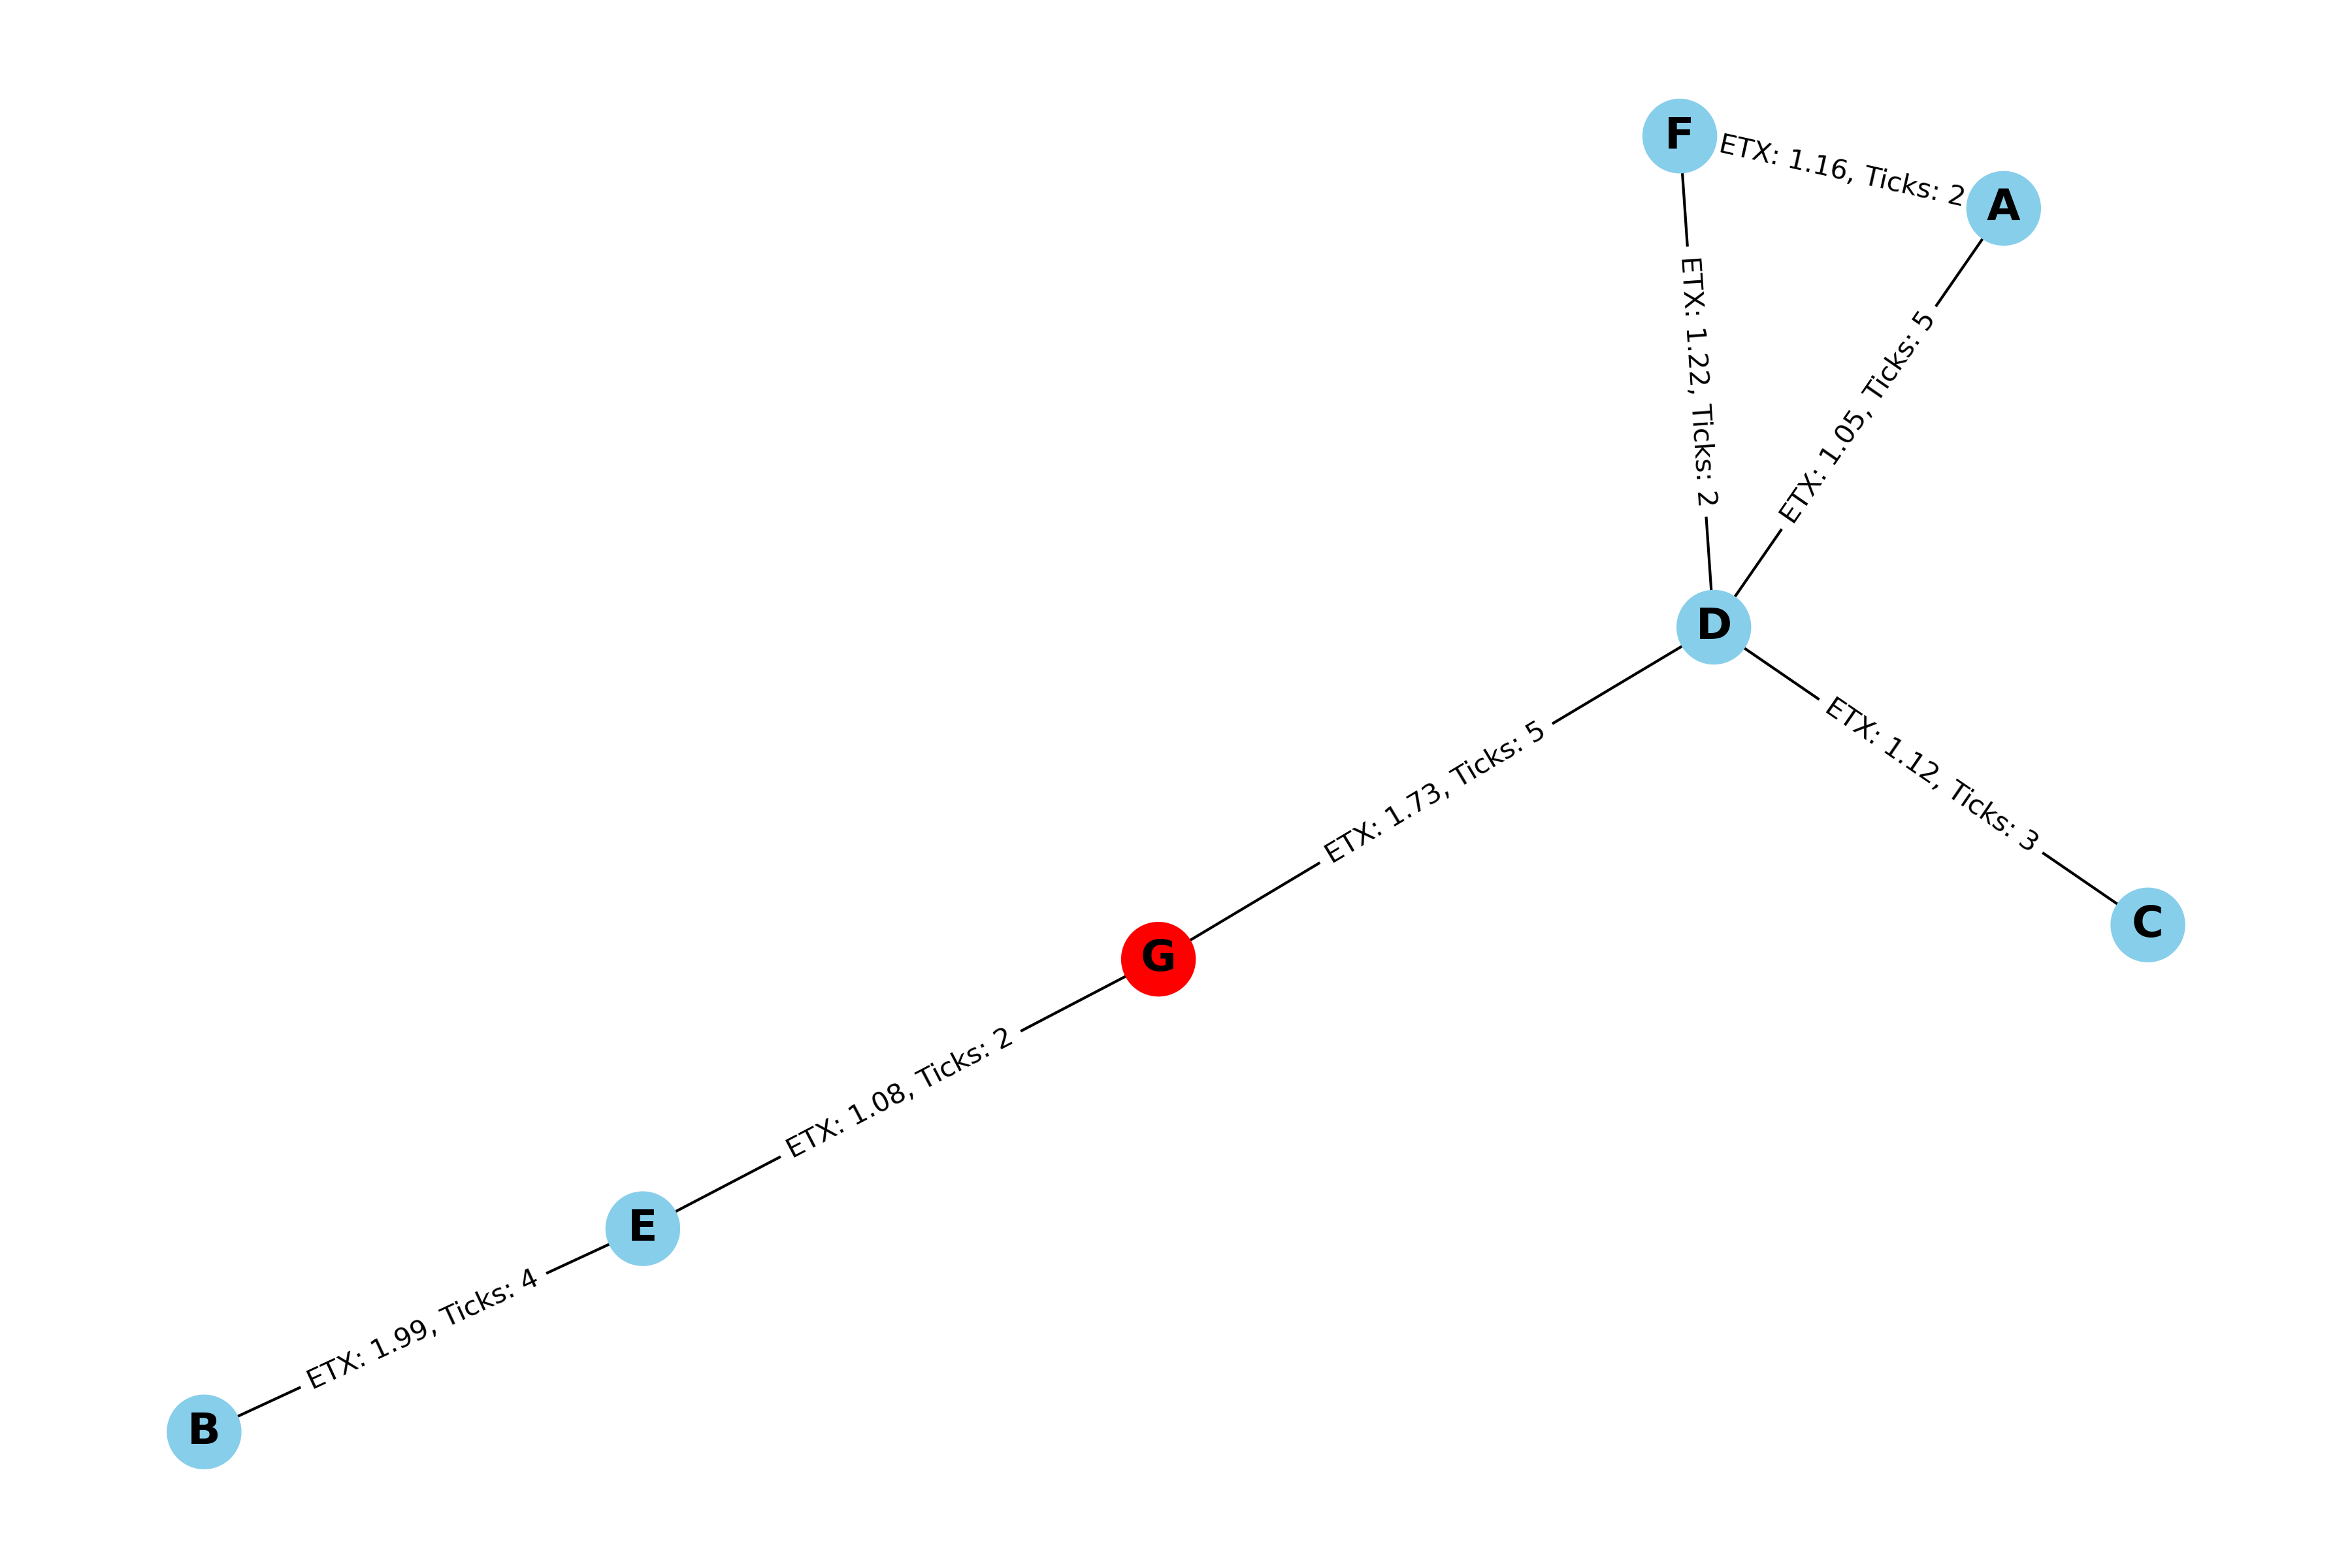 F
ETX: 1.16, Ticks: 2
A
ETX: 1.22, Ticks: 2
ETX: 1.05, Ticks: 5
D
ETX: 1.73, Ticks: 5
ETX: 1.12, Ticks: 3
C
G
ETX: 1.08, Ticks: 2
E
ETX: 1.99, Ticks: 4
B